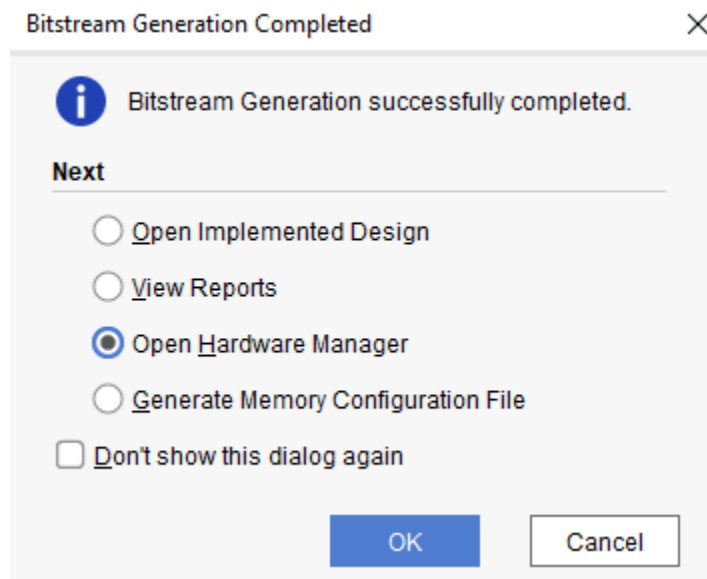 Bitstream Generation Completed
Bitstream Generation successfully completed.
Next
Open Implemented Design
View Reports
Open Hardware Manager
Generate Memory Configuration File
Don't show this dialog again
OK
Cancel